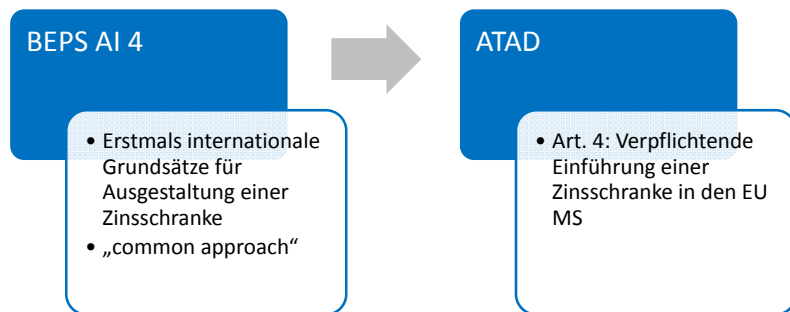 BEPS AI 4
• Erstmals internationale
Grundsätze für
Ausgestaltung einer
Zinsschranke
• „common approach“
ATAD
• Art. 4: Verpflichtende
Einführung einer
Zinsschranke in den EU
MS